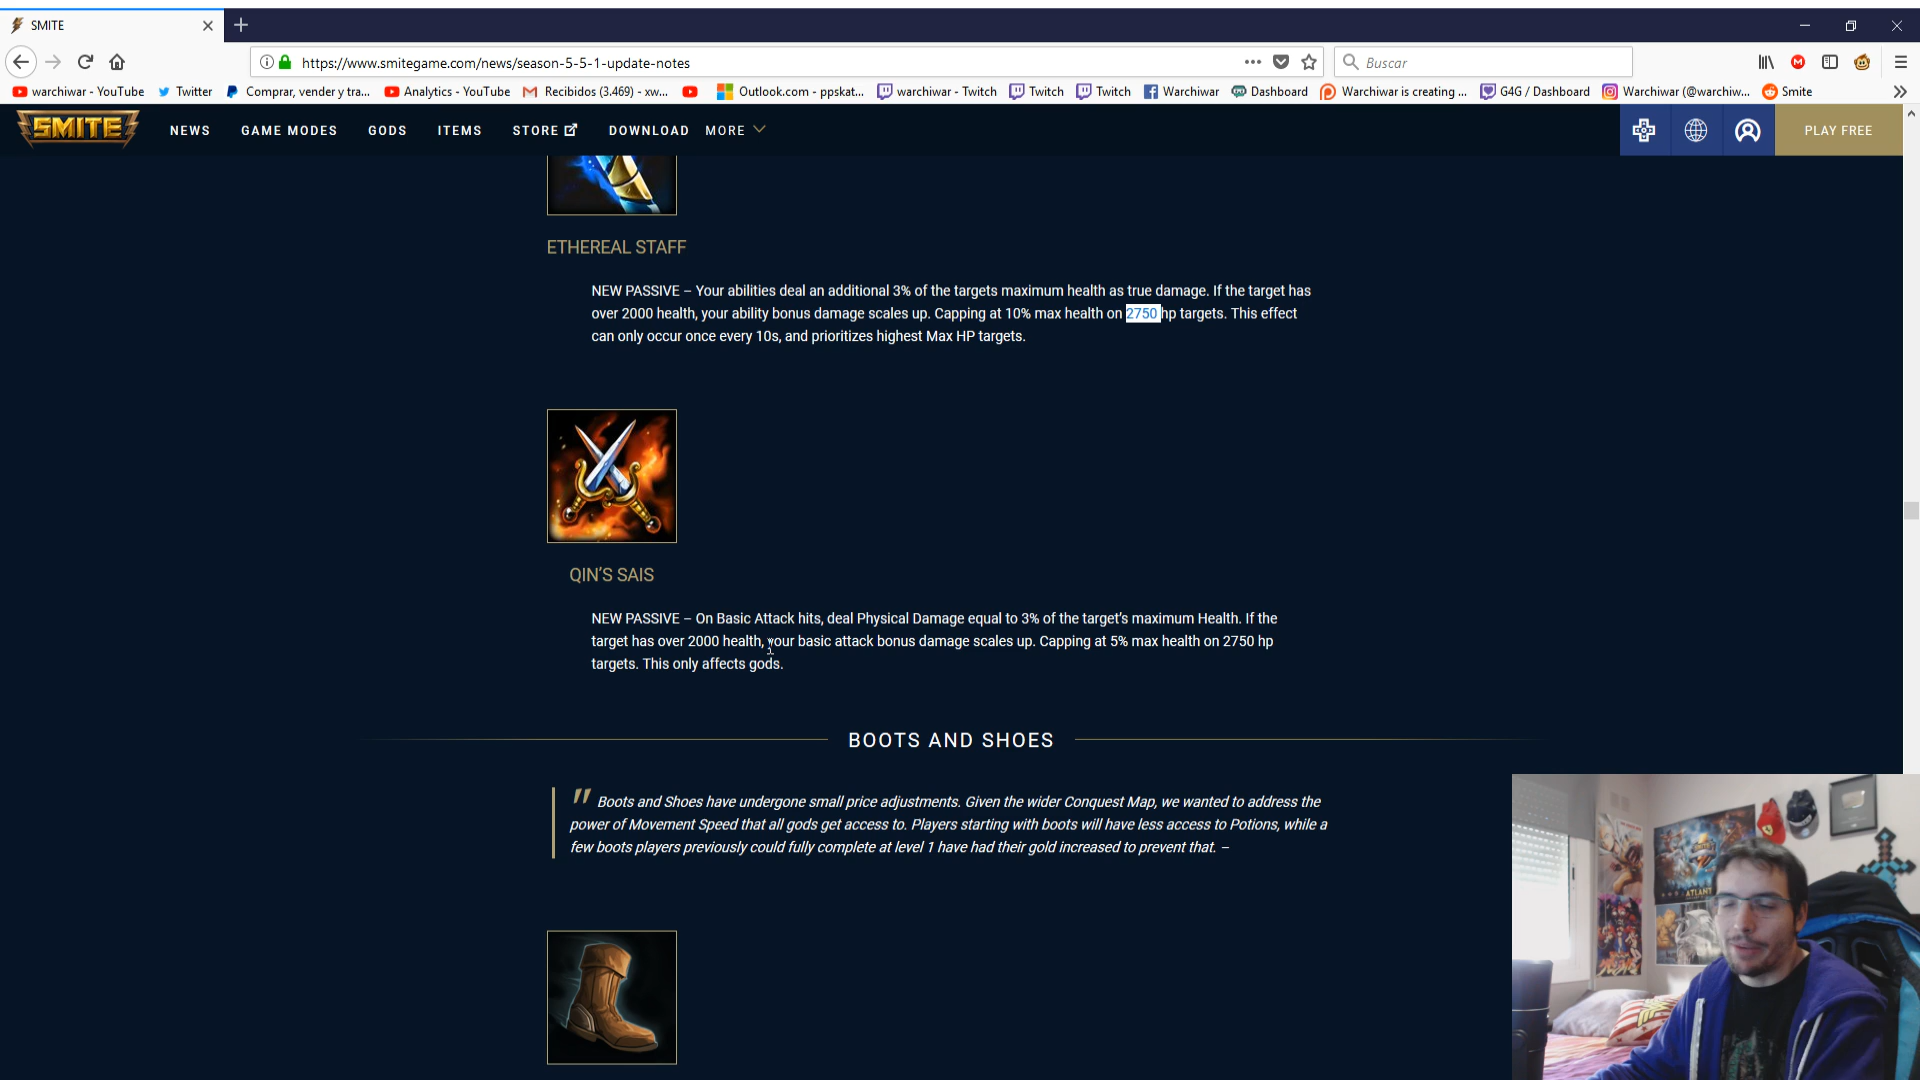 SMITE
https://www.smitegame.com/news/season-5-5-1-update-notes
Buscar
warchiwar - YouTube
Twitter
Comprar, vender y tra...
Analytics - YouTube
Recibidos (3.469) - xw...
Outlook.com - ppskat...
warchiwar - Twitch
Twitch
Twitch
Warchiwar
Dashboard
Warchiwar is creating ...
G4G / Dashboard
Warchiwar (@warchiw...
Smite
SMITE
NEWS
GAME MODES
GODS
ITEMS
STORE
DOWNLOAD
MORE
PLAY FREE
ETHEREAL STAFF
NEW PASSIVE – Your abilities deal an additional 3% of the targets maximum health as true damage. If the target has
over 2000 health, your ability bonus damage scales up. Capping at 10% max health on 2750 hp targets. This effect
can only occur once every 10s, and prioritizes highest Max HP targets.
QIN'S SAIS
NEW PASSIVE – On Basic Attack hits, deal Physical Damage equal to 3% of the target's maximum Health. If the
target has over 2000 health, your basic attack bonus damage scales up. Capping at 5% max health on 2750 hp
targets. This only affects gods.
BOOTS AND SHOES
" Boots and Shoes have undergone small price adjustments. Given the wider Conquest Map, we wanted to address the
power of Movement Speed that all gods get access to. Players starting with boots will have less access to Potions, while a
few boots players previously could fully complete at level 1 have had their gold increased to prevent that. –